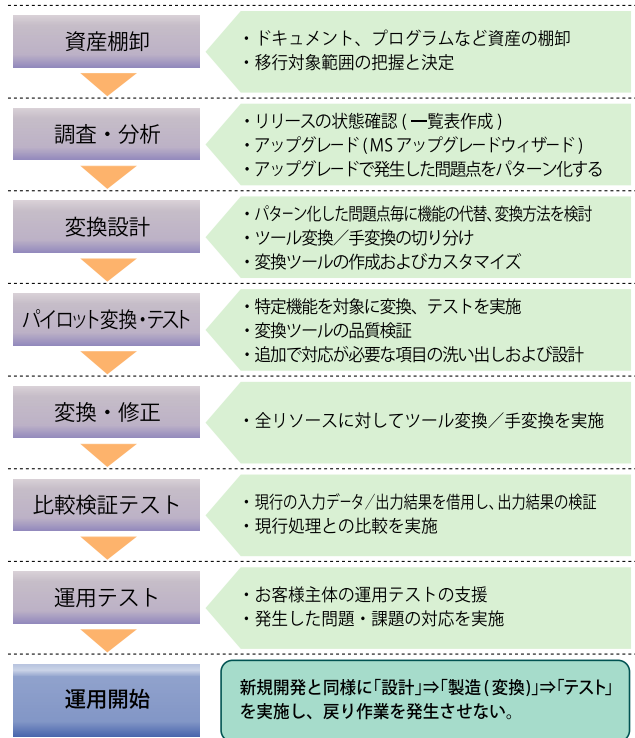 資産棚卸
・ドキュメント、プログラムなど資産の棚卸
・移行対象範囲の把握と決定
調査・分析
・リリースの状態確認 ( 一覧表作成 )
・アップグレード ( MS アップグレードウィザード )
・アップグレードで発生した問題点をパターン化する
変換設計
・パターン化した問題点毎に機能の代替、変換方法を検討
・ツール変換／手変換の切り分け
・変換ツールの作成およびカスタマイズ
パイロット変換・テスト
・特定機能を対象に変換、テストを実施
・変換ツールの品質検証
・追加で対応が必要な項目の洗い出しおよび設計
変換・修正
・全リソースに対してツール変換／手変換を実施
比較検証テスト
・現行の入力データ／出力結果を借用し、出力結果の検証
・現行処理との比較を実施
運用テスト
・お客様主体の運用テストの支援
・発生した問題・課題の対応を実施
運用開始
新規開発と同様に「設計」⇒「製造 ( 変換 )」⇒「テスト」
を実施し、戻り作業を発生させない。